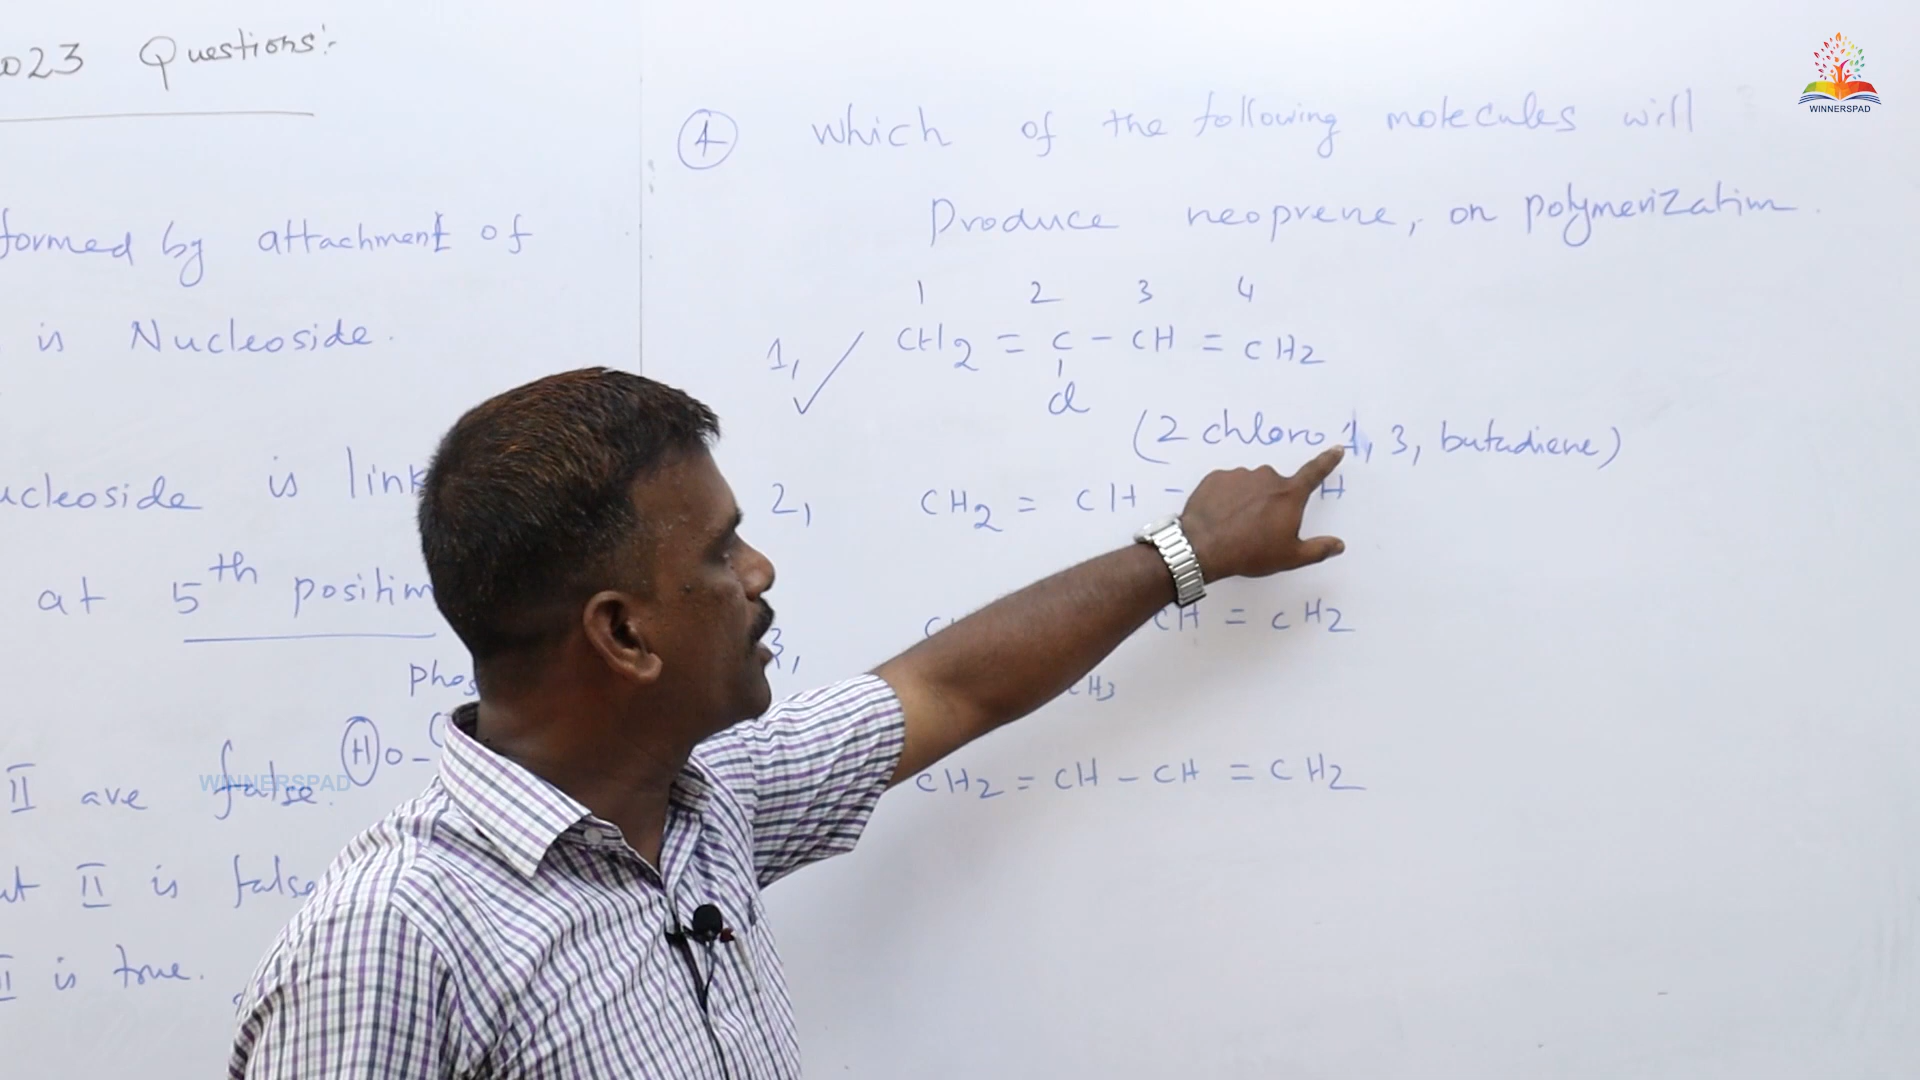 2023 Questions:-
formed by attachment of
is Nucleoside.
ucleoside is link
at 5th position
phos
HO-
II are false.
ut II is false
II is true.
4 Which of the following molecules will
Produce neoprene, on polymerization.
1 2 3 4
1, ✓ CH2 = C - CH = CH2
Cl
(2 chloro 1, 3, butadiene)
2, CH2 = CH - H
3, CH = CH2
CH3
CH2 = CH - CH = CH2
WINNERSPAD
WINNERSPAD